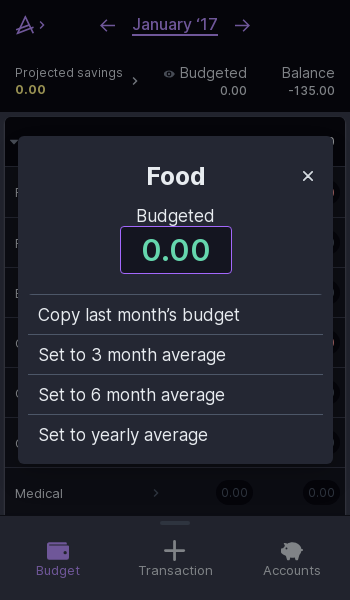 January ‘17
Projected savings
0.00
Budgeted
0.00
Balance
-135.00
Food
Budgeted
0.00
Copy last month’s budget
Set to 3 month average
Set to 6 month average
Set to yearly average
Medical
0.00
0.00
Budget
Transaction
Accounts